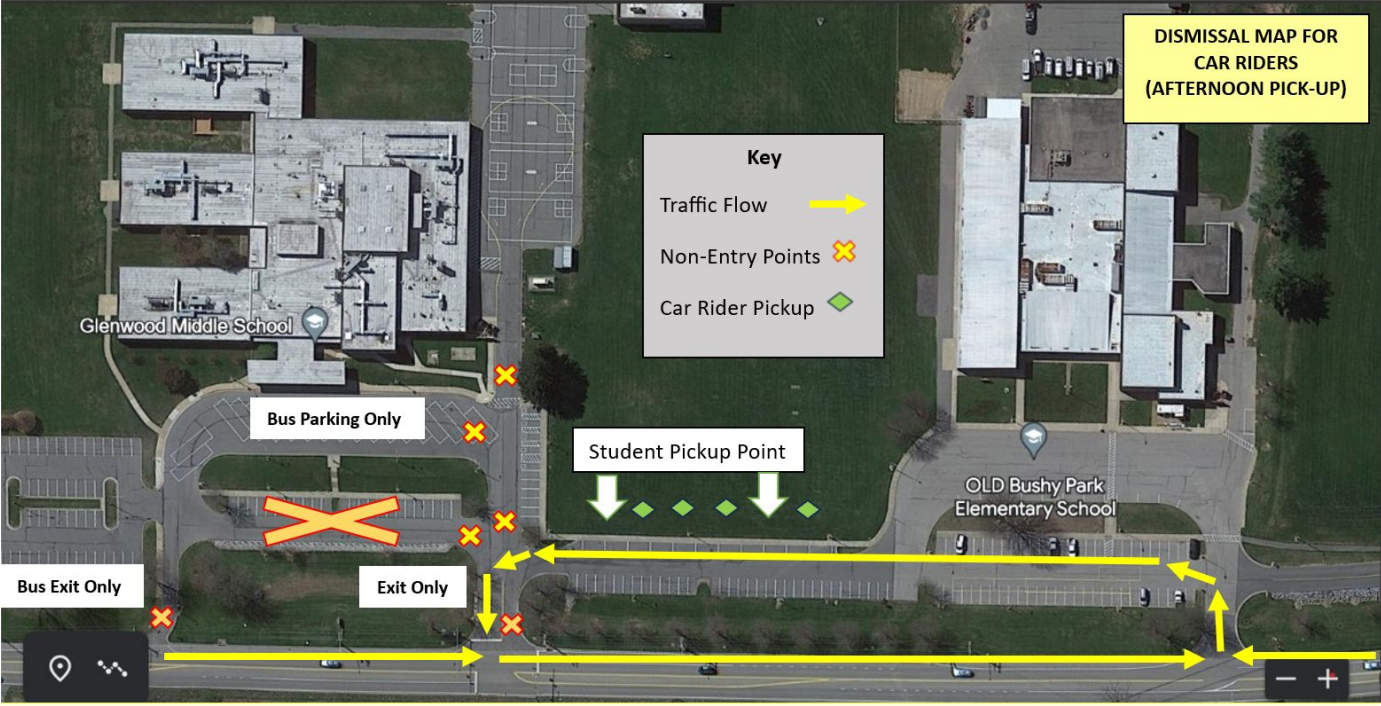 DISMISSAL MAP FOR
CAR RIDERS
(AFTERNOON PICK-UP)
Key
Traffic Flow
Non-Entry Points
Car Rider Pickup
Glenwood Middle School
Bus Parking Only
Student Pickup Point
OLD Bushy Park
Elementary School
Bus Exit Only
Exit Only